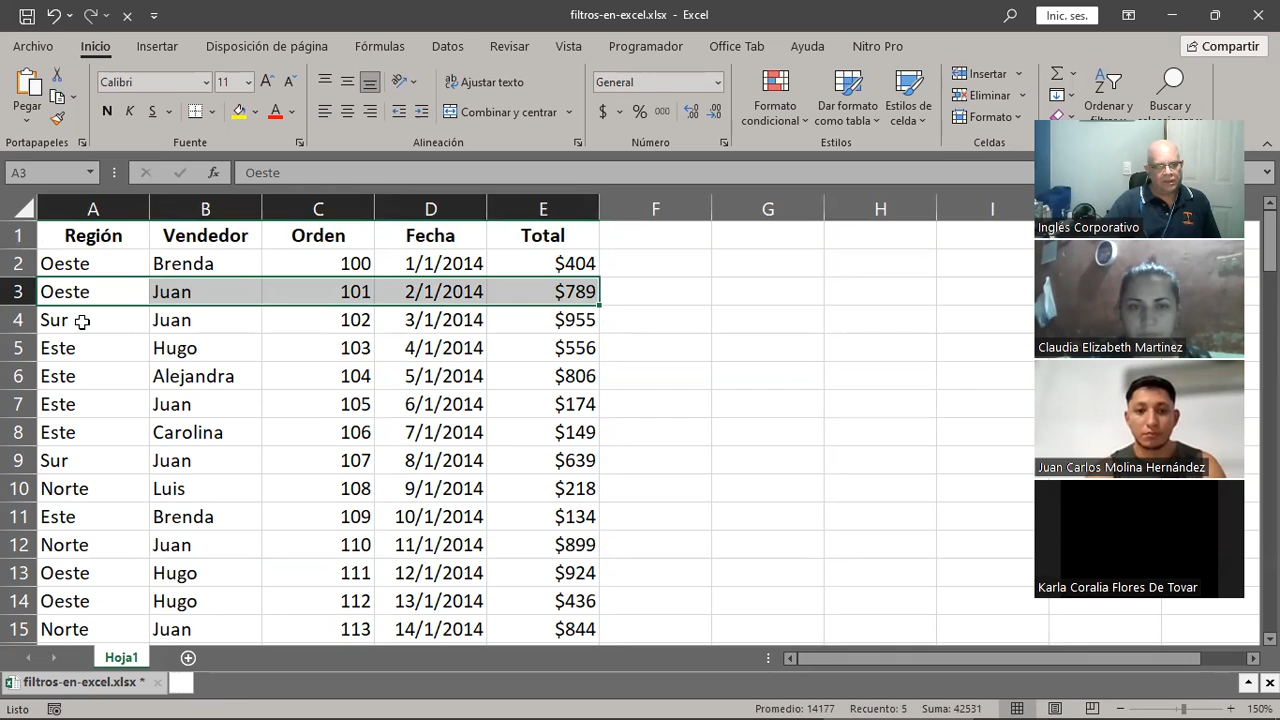 filtros-en-excel.xlsx - Excel
Inic. ses.
Archivo Inicio Insertar Disposición de página Fórmulas Datos Revisar Vista Programador Office Tab Ayuda Nitro Pro Compartir
Pegar
Calibri 11
N K S
Ajustar texto
Combinar y centrar
General
$ % 000
Formato condicional
Dar formato como tabla
Estilos de celda
Insertar
Eliminar
Formato
Ordenar y filtrar
Buscar y seleccionar
Portapapeles Fuente Alineación Número Estilos Celdas
A3 fx Oeste
A B C D E F G H I
1 Región Vendedor Orden Fecha Total
2 Oeste Brenda 100 1/1/2014 $404
3 Oeste Juan 101 2/1/2014 $789
4 Sur Juan 102 3/1/2014 $955
5 Este Hugo 103 4/1/2014 $556
6 Este Alejandra 104 5/1/2014 $806
7 Este Juan 105 6/1/2014 $174
8 Este Carolina 106 7/1/2014 $149
9 Sur Juan 107 8/1/2014 $639
10 Norte Luis 108 9/1/2014 $218
11 Este Brenda 109 10/1/2014 $134
12 Norte Juan 110 11/1/2014 $899
13 Oeste Hugo 111 12/1/2014 $924
14 Oeste Hugo 112 13/1/2014 $436
15 Norte Juan 113 14/1/2014 $844
Inglés Corporativo
Claudia Elizabeth Martinez
Juan Carlos Molina Hernández
Karla Coralia Flores De Tovar
Hoja1
filtros-en-excel.xlsx *
Listo Promedio: 14177 Recuento: 5 Suma: 42531 150%